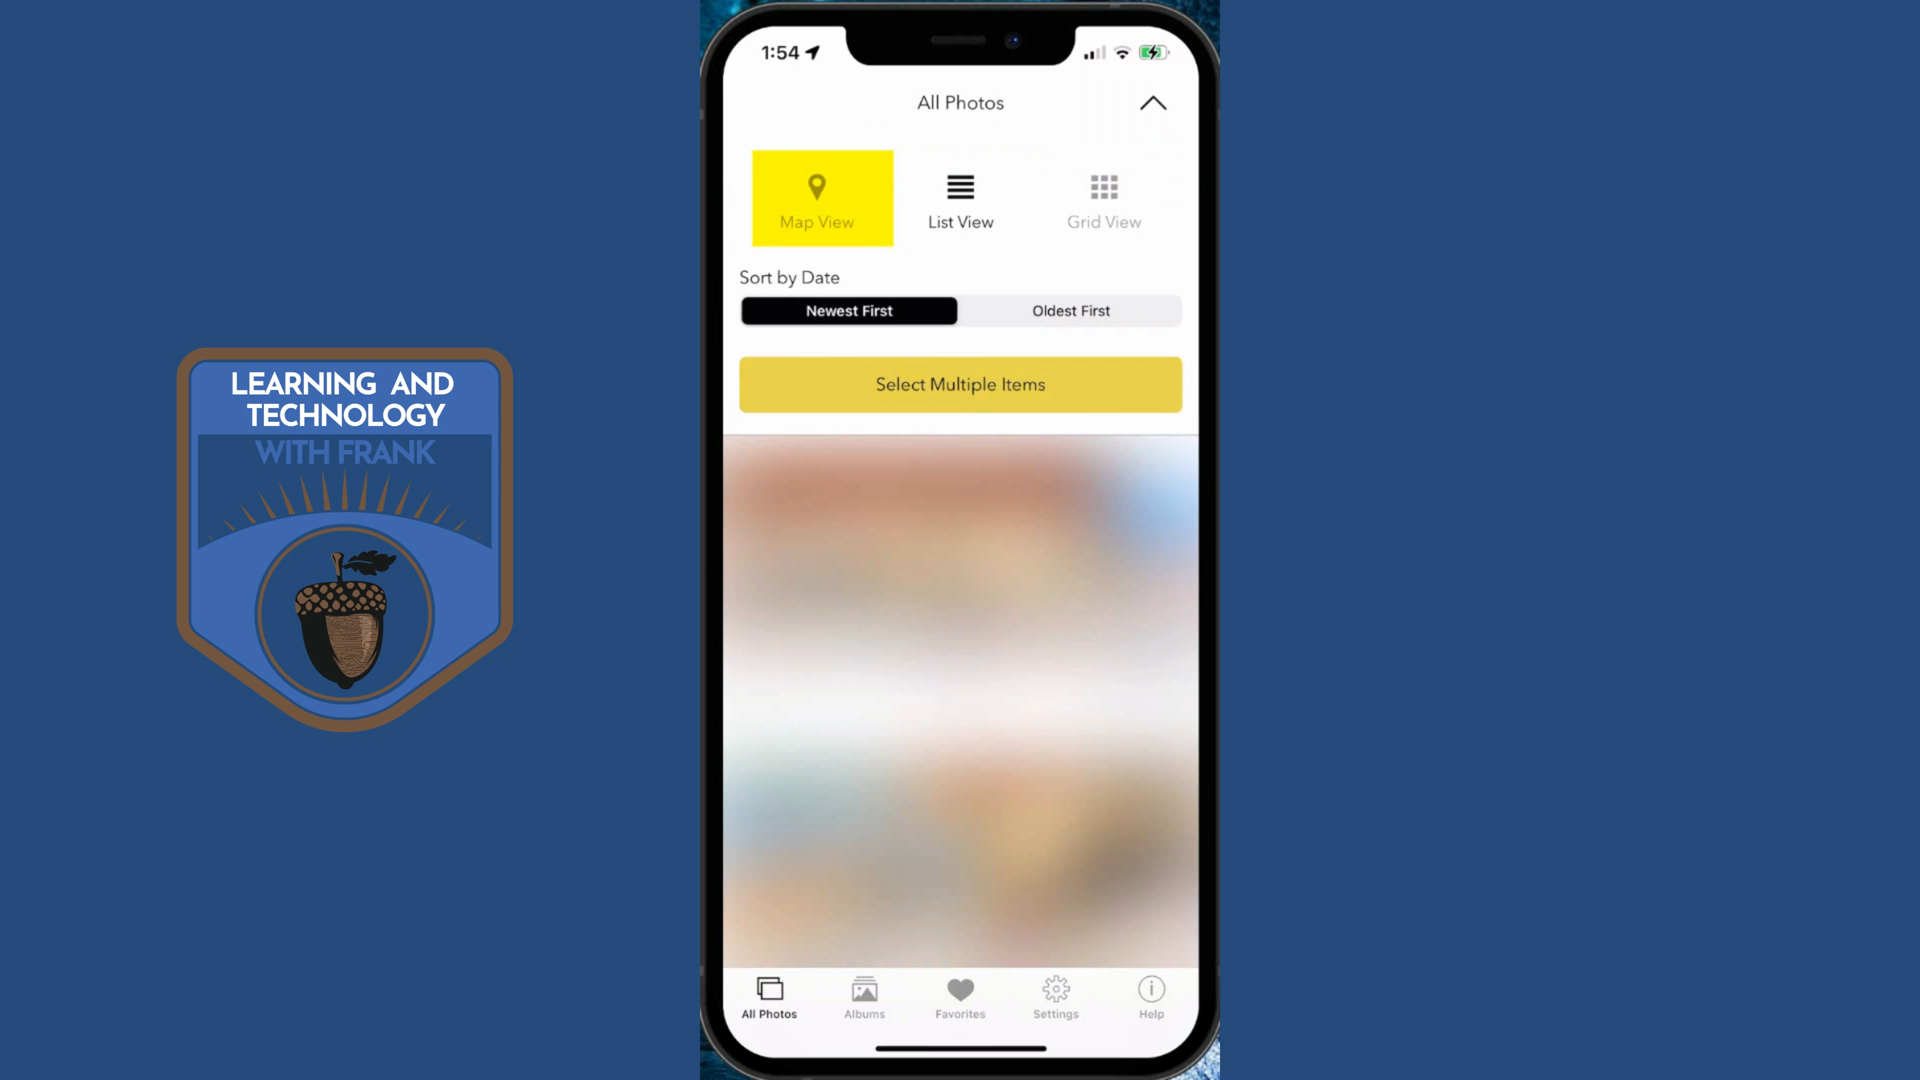 LEARNING AND
TECHNOLOGY
WITH FRANK
1:54
All Photos
Map View
List View
Grid View
Sort by Date
Newest First
Oldest First
Select Multiple Items
All Photos
Albums
Favorites
Settings
Help